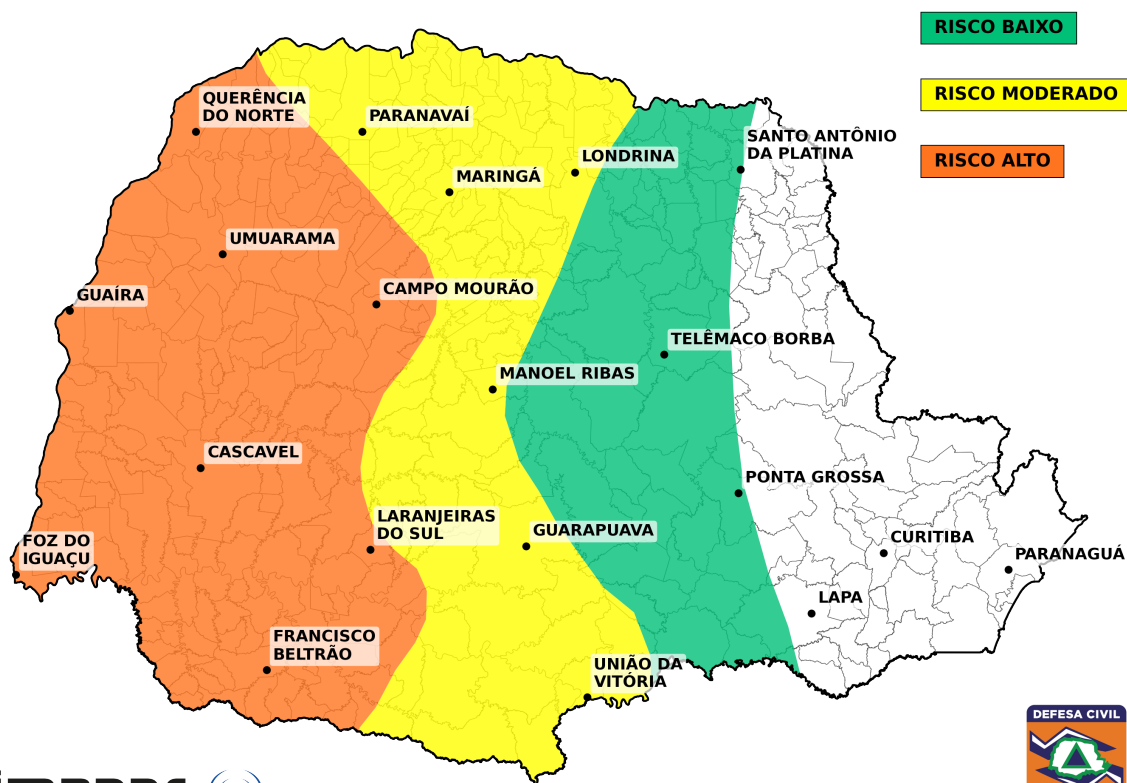 RISCO BAIXO
RISCO MODERADO
RISCO ALTO
QUERÊNCIA
DO NORTE
PARANAVAÍ
SANTO ANTÔNIO
DA PLATINA
LONDRINA
MARINGÁ
UMUARAMA
CAMPO MOURÃO
GUAÍRA
TELÊMACO BORBA
MANOEL RIBAS
CASCAVEL
PONTA GROSSA
LARANJEIRAS
DO SUL
GUARAPUAVA
CURITIBA
FOZ DO
IGUAÇU
PARANAGUÁ
LAPA
FRANCISCO
BELTRÃO
UNIÃO DA
VITÓRIA
DEFESA CIVIL